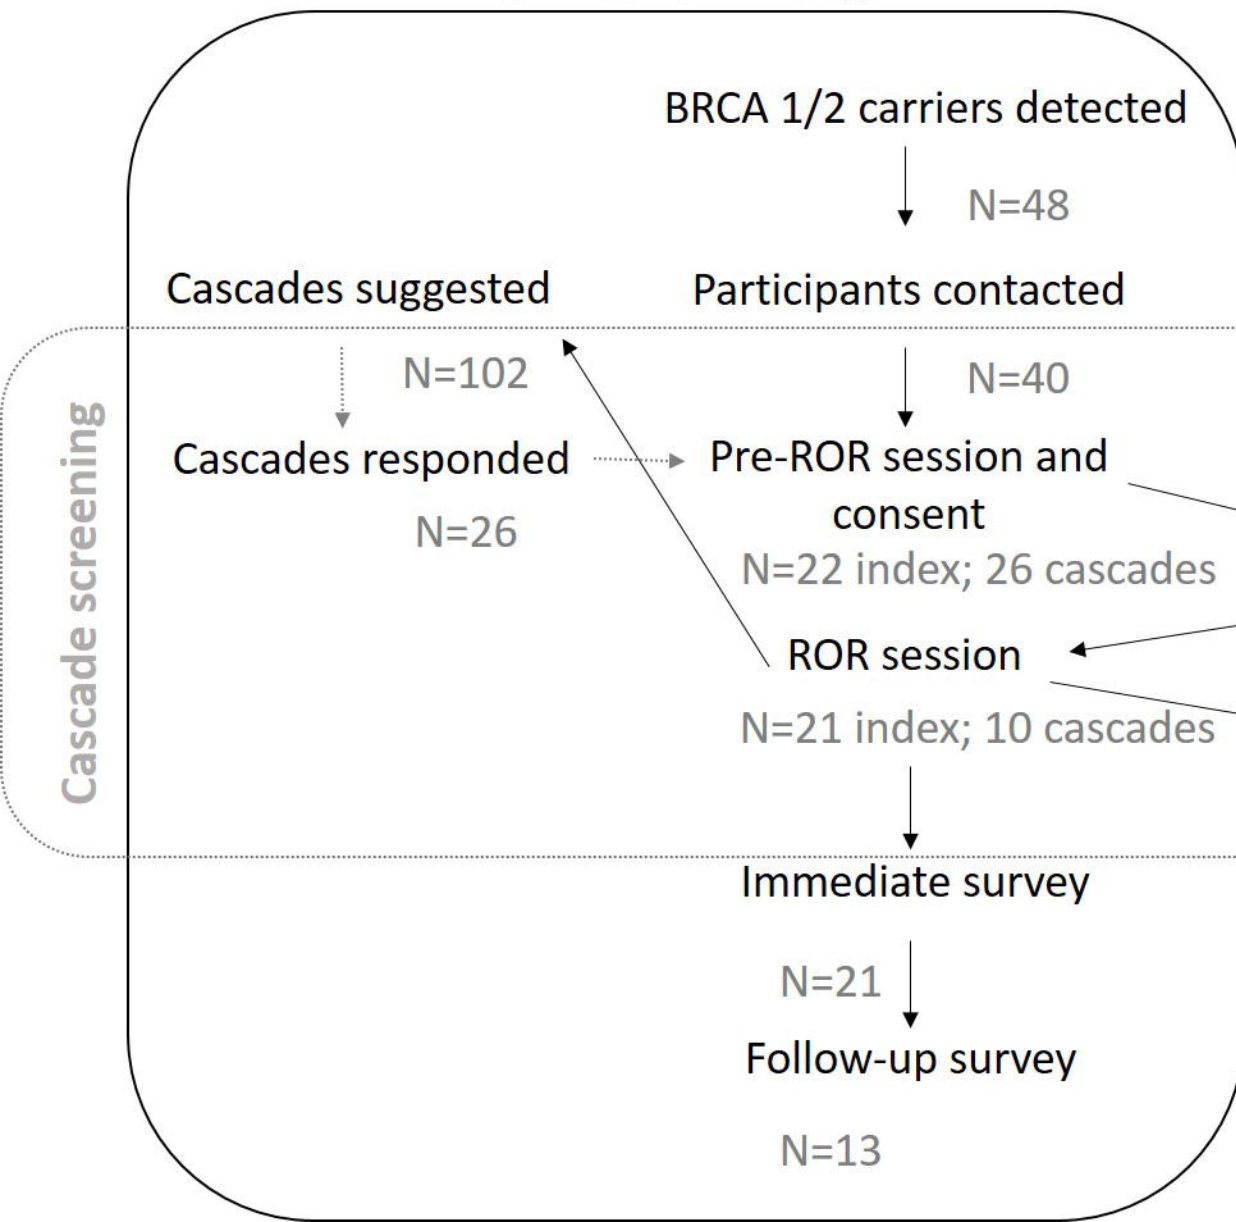 BRCA 1/2 carriers detected
N=48
Cascades suggested
Participants contacted
N=102
N=40
Cascades responded
Pre-ROR session and
consent
N=26
N=22 index; 26 cascades
Cascade screening
ROR session
N=21 index; 10 cascades
Immediate survey
N=21
Follow-up survey
N=13